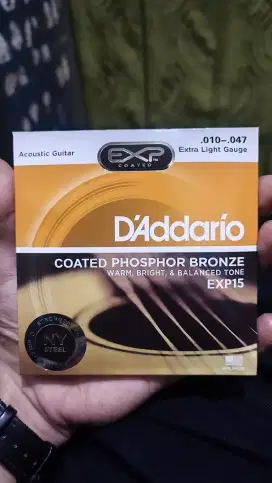 .010–.047
Acoustic Guitar
EXP
COATED
Extra Light Gauge
D'Addario
COATED PHOSPHOR BRONZE
WARM, BRIGHT, & BALANCED TONE
EXP15
NY
STEEL